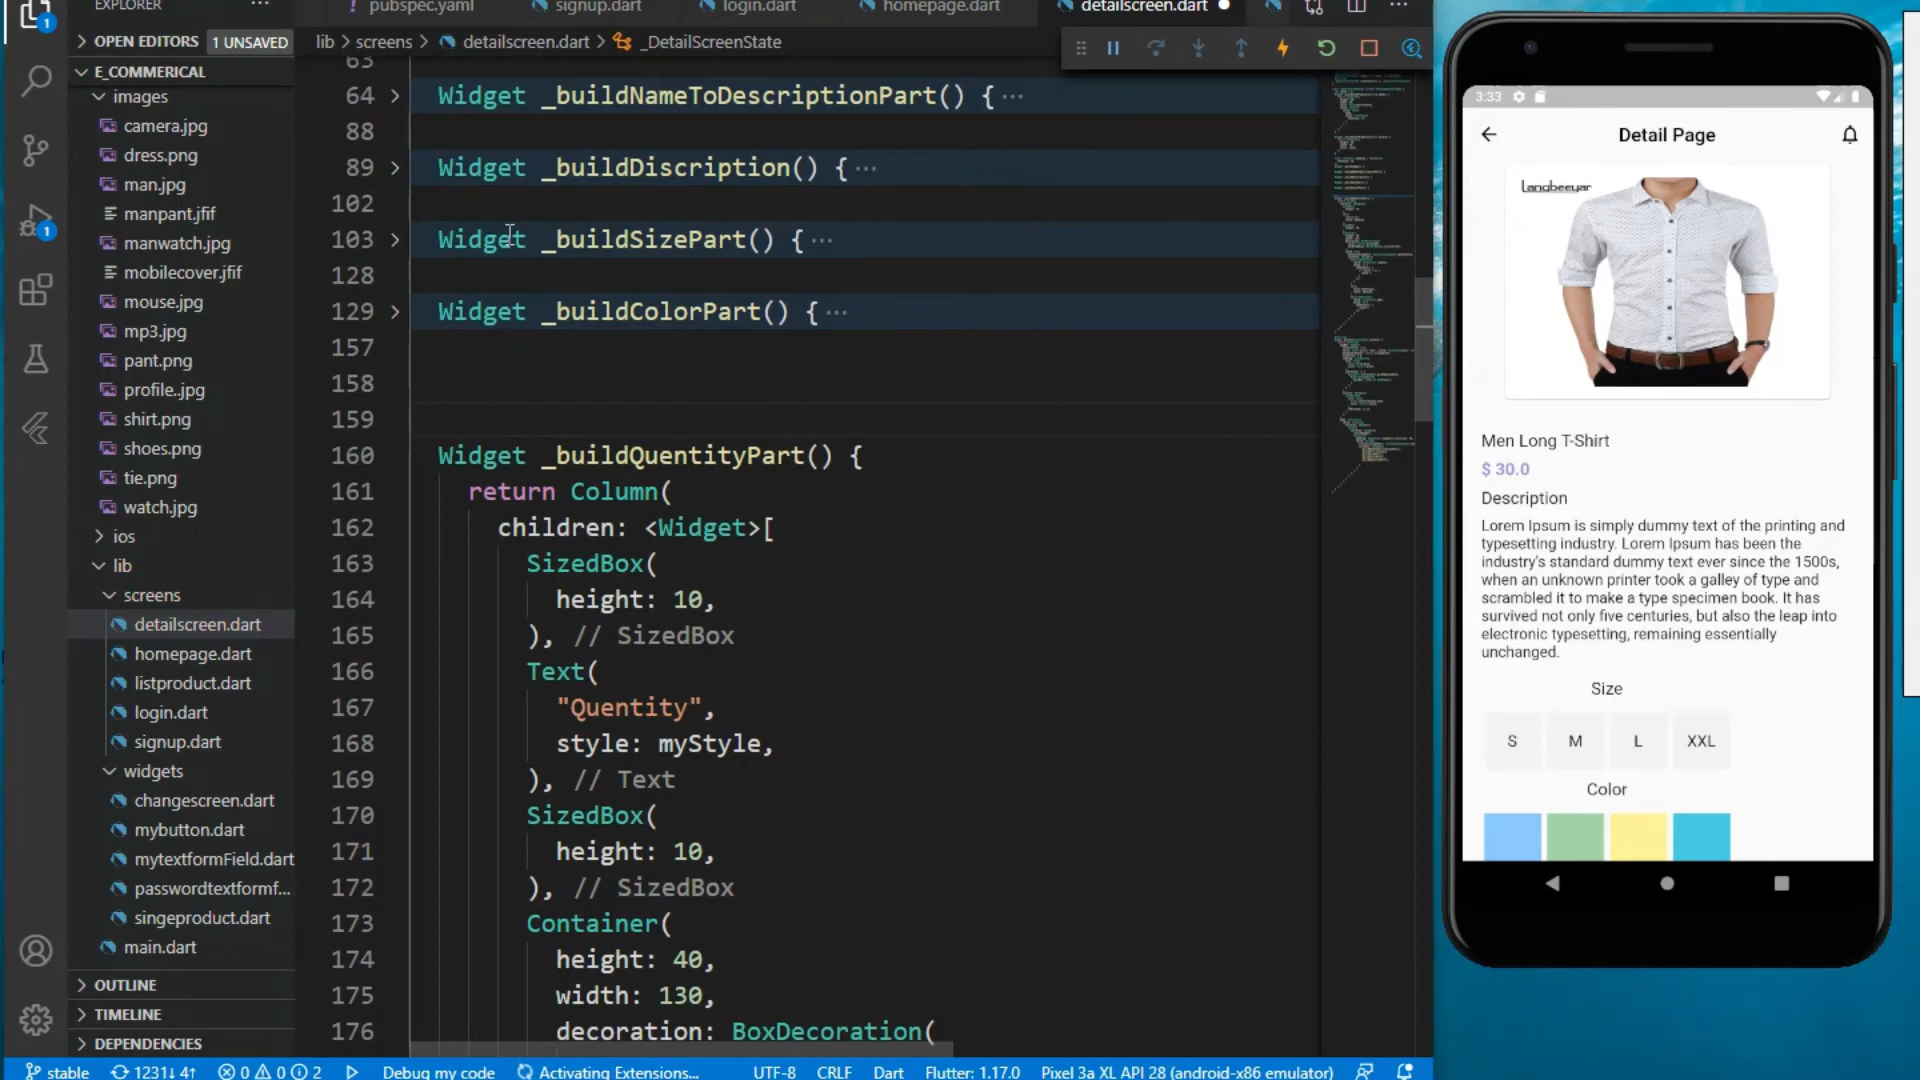 EXPLORER ···
pubspec.yaml signup.dart login.dart homepage.dart detailscreen.dart
OPEN EDITORS 1 UNSAVED
lib > screens > detailscreen.dart > _DetailScreenState
E_COMMERICAL
images
camera.jpg
dress.png
man.jpg
manpant.jfif
manwatch.jpg
mobilecover.jfif
mouse.jpg
mp3.jpg
pant.png
profile..jpg
shirt.png
shoes.png
tie.png
watch.jpg
ios
lib
screens
detailscreen.dart
homepage.dart
listproduct.dart
login.dart
signup.dart
widgets
changescreen.dart
mybutton.dart
mytextformField.dart
passwordtextformf...
singeproduct.dart
main.dart
OUTLINE
TIMELINE
DEPENDENCIES
1
1
63
64 Widget _buildNameToDescriptionPart() { ···
88
89 Widget _buildDiscription() { ···
102
103 Widget _buildSizePart() { ···
128
129 Widget _buildColorPart() { ···
157
158
159
160 Widget _buildQuentityPart() {
161 return Column(
162 children: <Widget>[
163 SizedBox(
164 height: 10,
165 ), // SizedBox
166 Text(
167 "Quentity",
168 style: myStyle,
169 ), // Text
170 SizedBox(
171 height: 10,
172 ), // SizedBox
173 Container(
174 height: 40,
175 width: 130,
176 decoration: BoxDecoration(
stable 1231↓ 4↑ 0 0 2 Debug my code Activating Extensions... UTF-8 CRLF Dart Flutter: 1.17.0 Pixel 3a XL API 28 (android-x86 emulator)
3:33
Detail Page
Langbeeyar
Men Long T-Shirt
$ 30.0
Description
Lorem Ipsum is simply dummy text of the printing and
typesetting industry. Lorem Ipsum has been the
industry's standard dummy text ever since the 1500s,
when an unknown printer took a galley of type and
scrambled it to make a type specimen book. It has
survived not only five centuries, but also the leap into
electronic typesetting, remaining essentially
unchanged.
Size
S M L XXL
Color